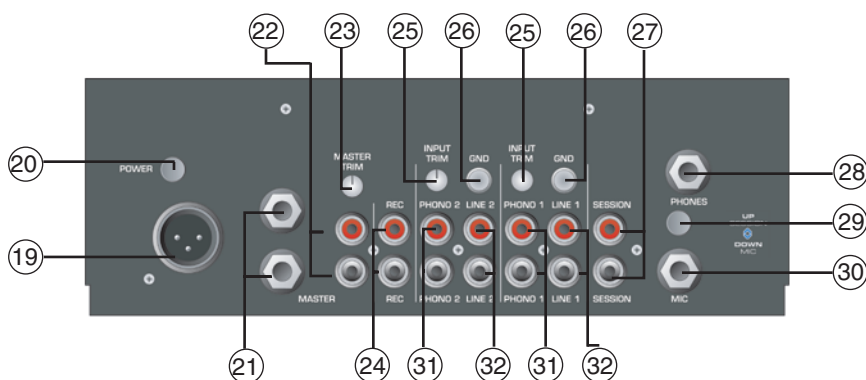 22 23 25 26 25 26 27
MASTER TRIM
INPUT TRIM
GND
INPUT TRIM
GND
20
POWER
28
PHONES
REC
PHONO 2
LINE 2
PHONO 1
LINE 1
SESSION
29
UP
DOWN
MIC
19
30
MASTER
REC
PHONO 2
LINE 2
PHONO 1
LINE 1
SESSION
MIC
21 24 31 32 31 32